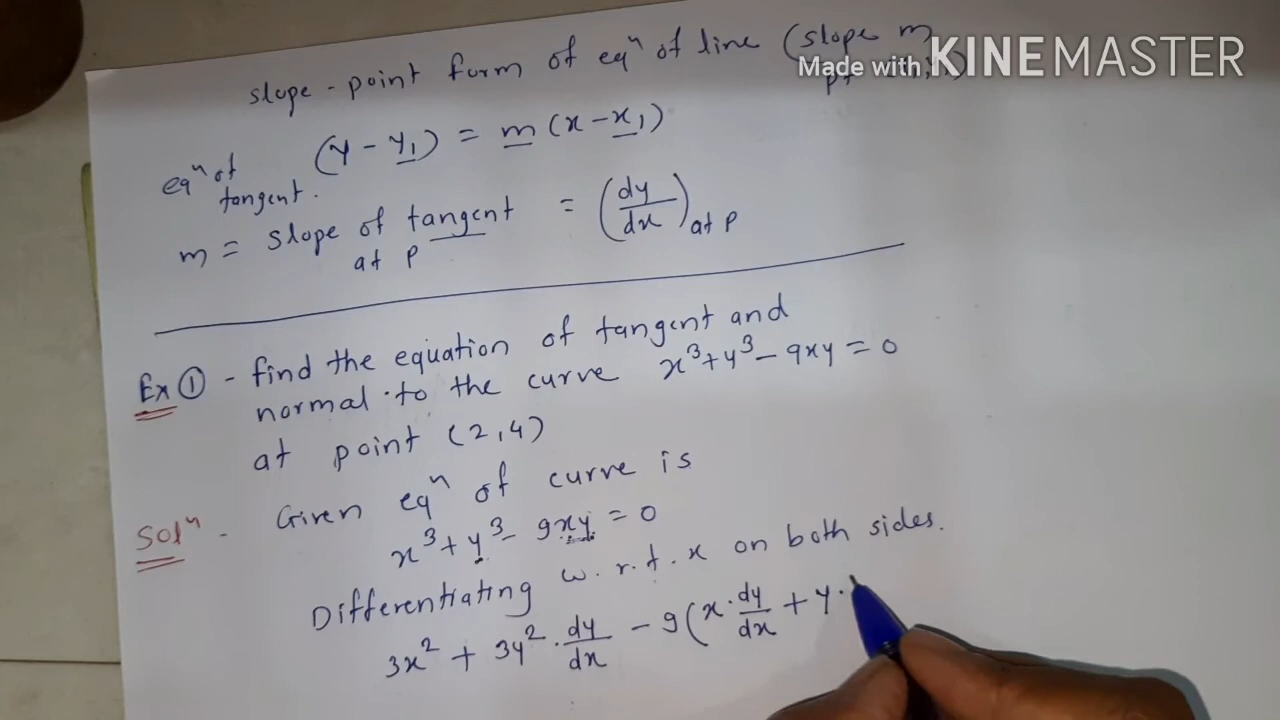 slope - point form of eqⁿ of line (slope m
Made with KINEMASTER
pt
eqⁿ of (y - y₁) = m (x - x₁)
tangent.
m = slope of tangent = (dy/dx) at P
at P
Ex ① - find the equation of tangent and
normal to the curve x³ + y³ - 9xy = 0
at point (2,4)
Solⁿ - Given eqⁿ of curve is
x³ + y³ - 9xy = 0
Differentiating w.r.t. x on both sides.
3x² + 3y² · dy/dx - 9(x · dy/dx + y ·